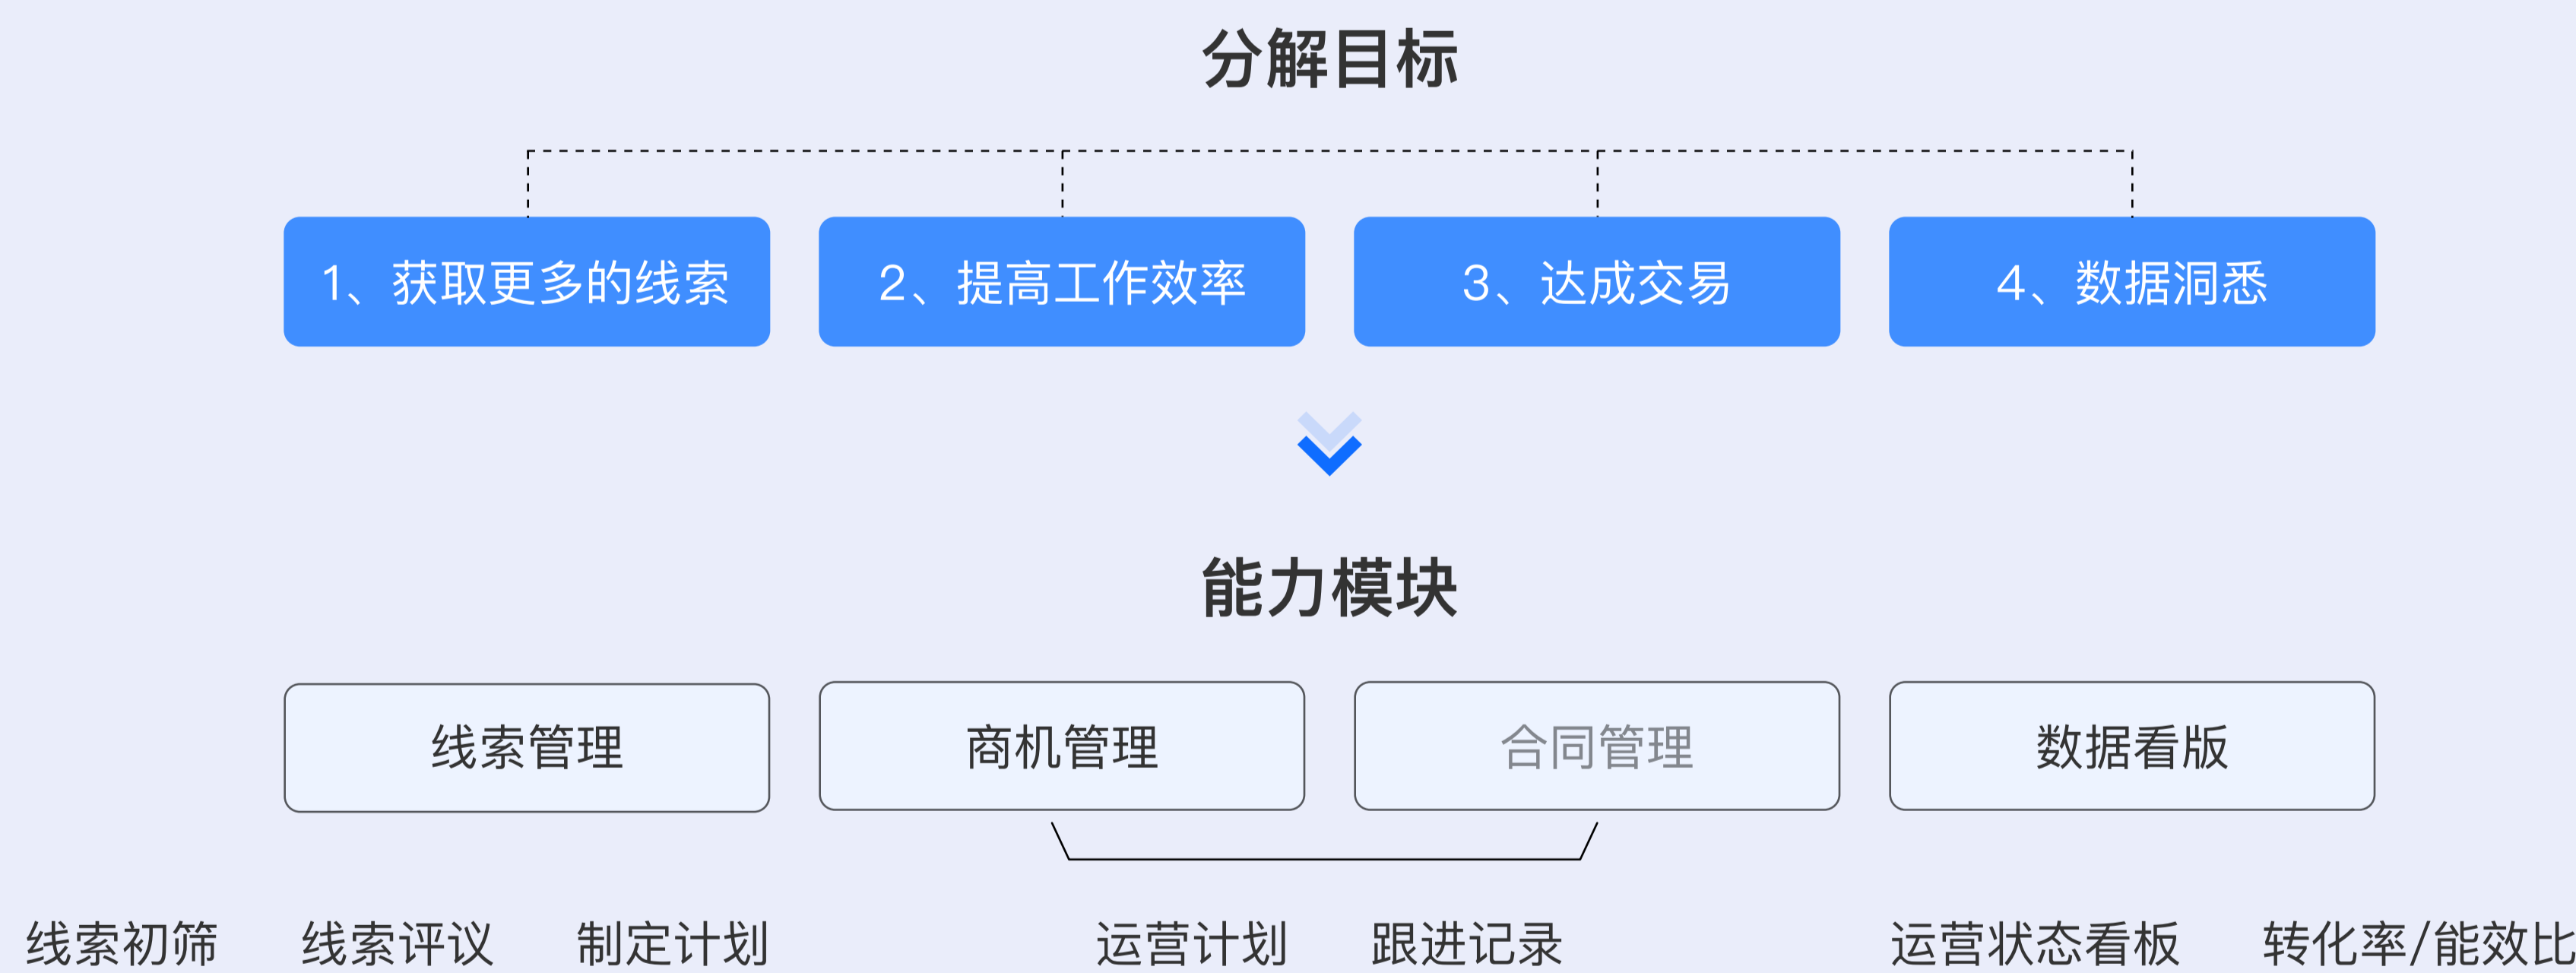 分解目标
1、获取更多的线索
2、提高工作效率
3、达成交易
4、数据洞悉
能力模块
线索管理
商机管理
合同管理
数据看版
线索初筛
线索评议
制定计划
运营计划
跟进记录
运营状态看板
转化率/能效比